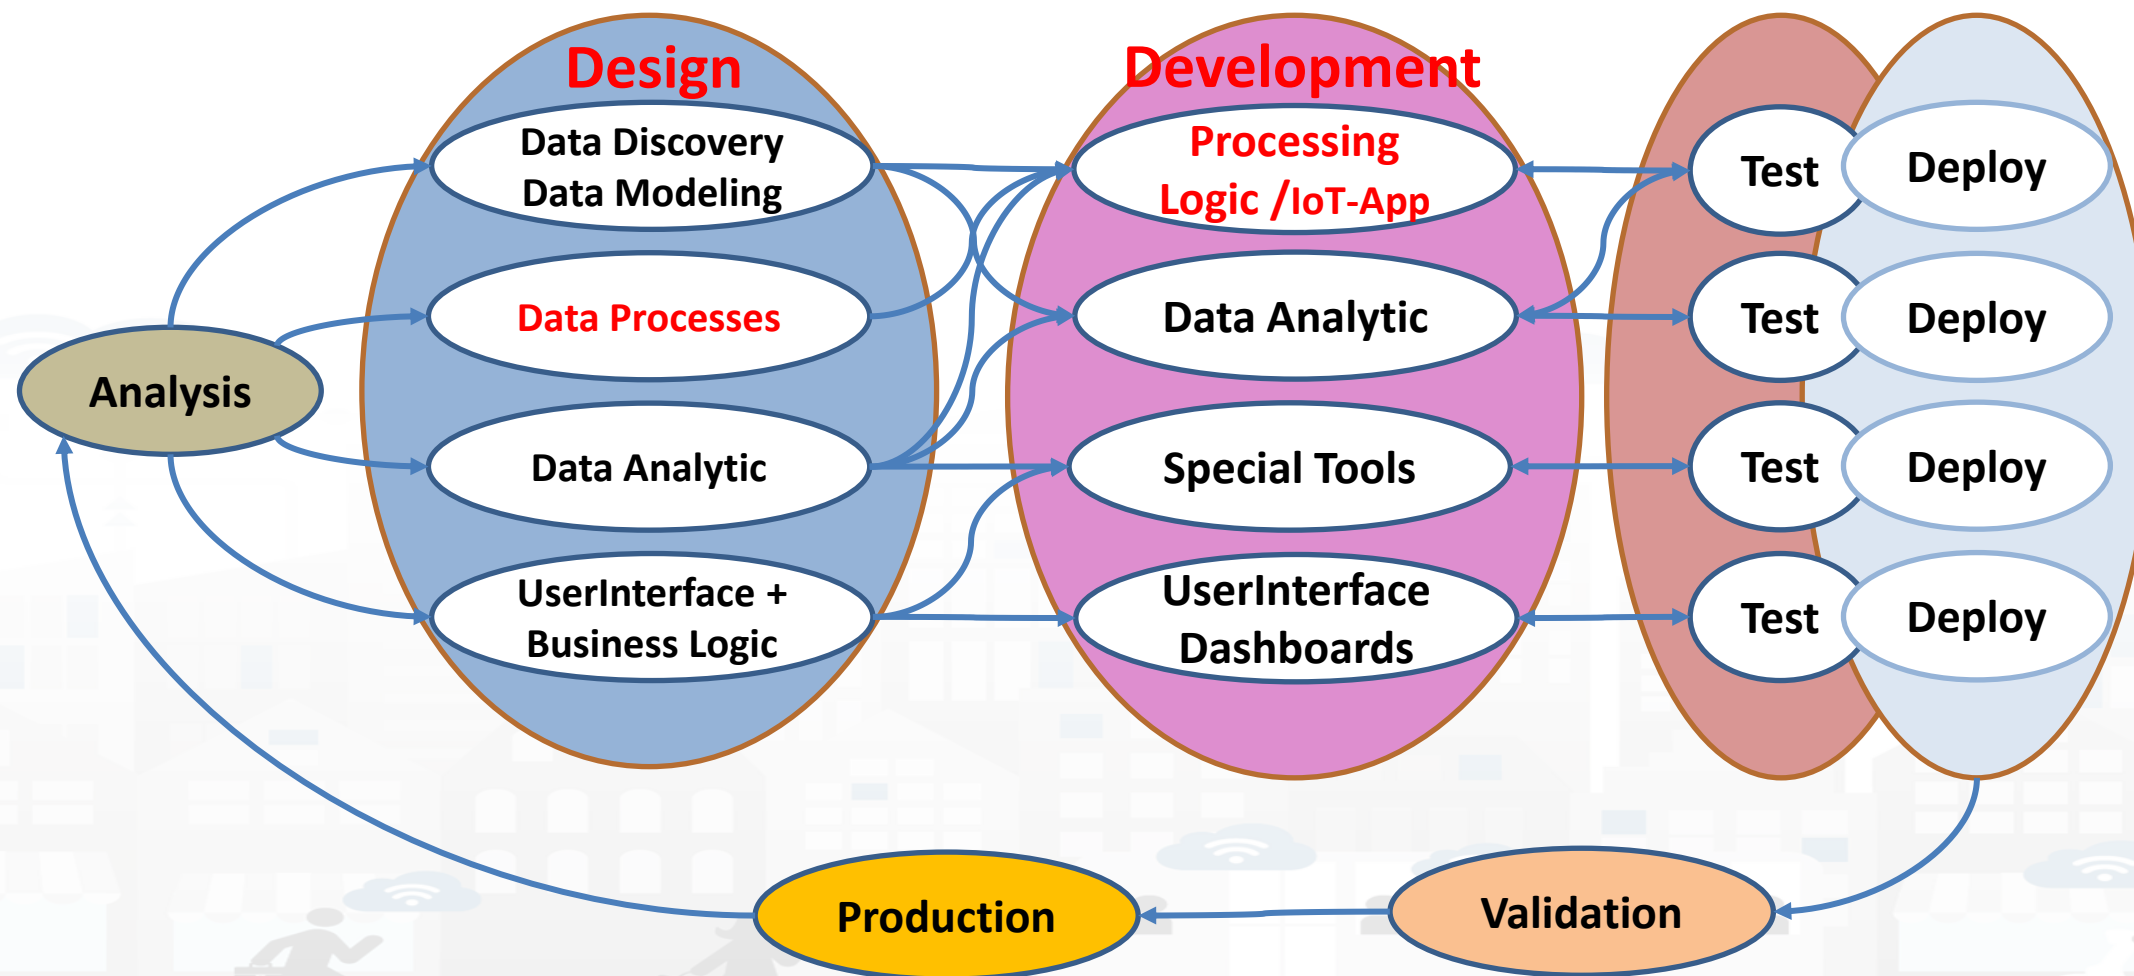 Design
Data Discovery
Data Modeling
Data Processes
Data Analytic
UserInterface +
Business Logic
Development
Processing
Logic /IoT-App
Data Analytic
Special Tools
UserInterface
Dashboards
Test
Deploy
Test
Deploy
Test
Deploy
Test
Deploy
Analysis
Production
Validation